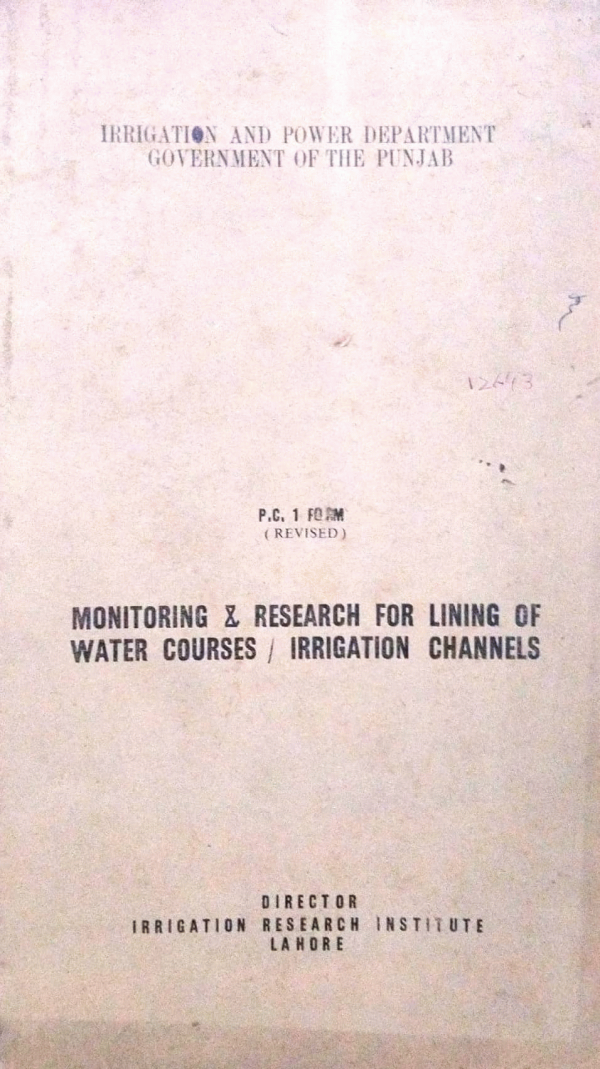 IRRIGATION AND POWER DEPARTMENT
GOVERNMENT OF THE PUNJAB
12643
P.C. 1 FORM
(REVISED)
MONITORING & RESEARCH FOR LINING OF
WATER COURSES / IRRIGATION CHANNELS
DIRECTOR
IRRIGATION RESEARCH INSTITUTE
LAHORE